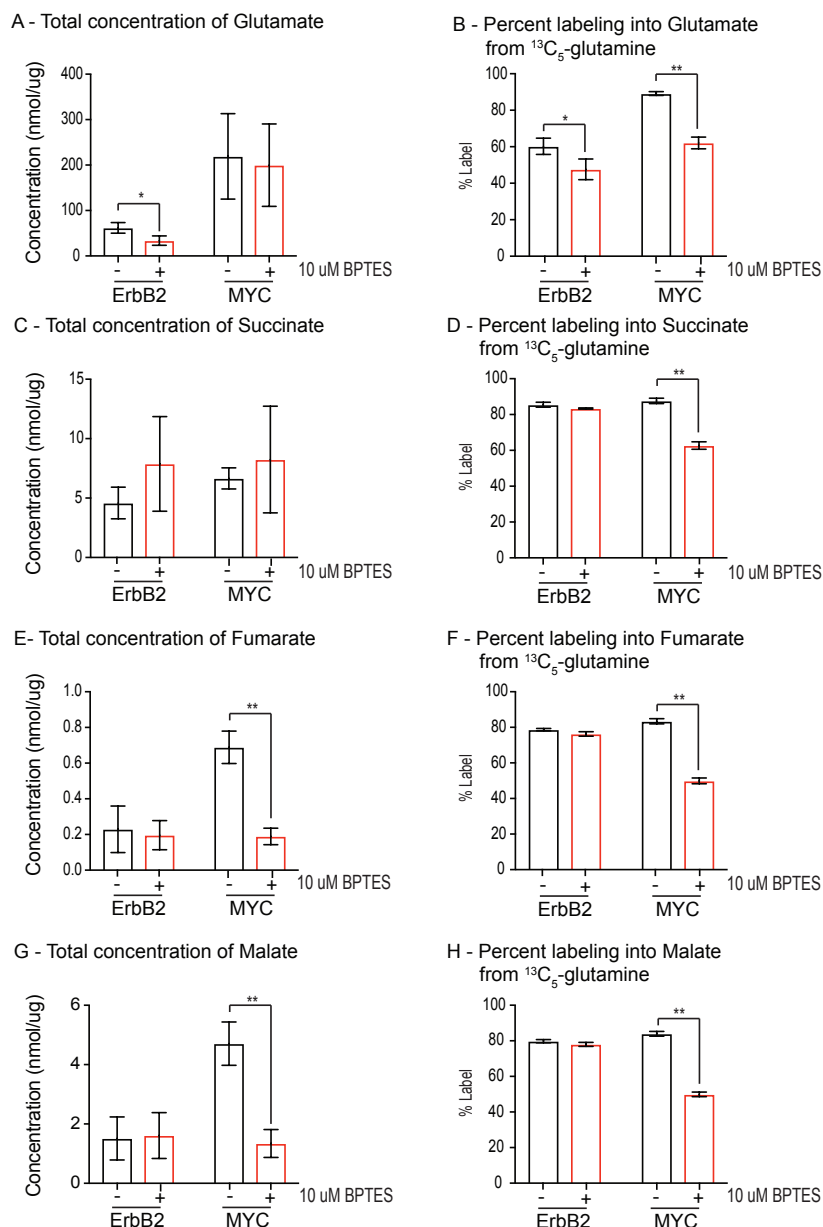 A - Total concentration of Glutamate
Concentration (nmol/ug)
400
300
200
100
0
*
- + - +
10 uM BPTES
ErbB2 MYC
B - Percent labeling into Glutamate
from ¹³C₅-glutamine
% Label
100
80
60
40
20
0
* **
- + - +
10 uM BPTES
ErbB2 MYC
C - Total concentration of Succinate
Concentration (nmol/ug)
15
10
5
0
- + - +
10 uM BPTES
ErbB2 MYC
D - Percent labeling into Succinate
from ¹³C₅-glutamine
% Label
100
80
60
40
20
0
**
- + - +
10 uM BPTES
ErbB2 MYC
E- Total concentration of Fumarate
Concentration (nmol/ug)
1.0
0.8
0.6
0.4
0.2
0.0
**
- + - +
10 uM BPTES
ErbB2 MYC
F - Percent labeling into Fumarate
from ¹³C₅-glutamine
% Label
100
80
60
40
20
0
**
- + - +
10 uM BPTES
ErbB2 MYC
G - Total concentration of Malate
Concentration (nmol/ug)
6
4
2
0
**
- + - +
10 uM BPTES
ErbB2 MYC
H - Percent labeling into Malate
from ¹³C₅-glutamine
% Label
100
80
60
40
20
0
**
- + - +
10 uM BPTES
ErbB2 MYC